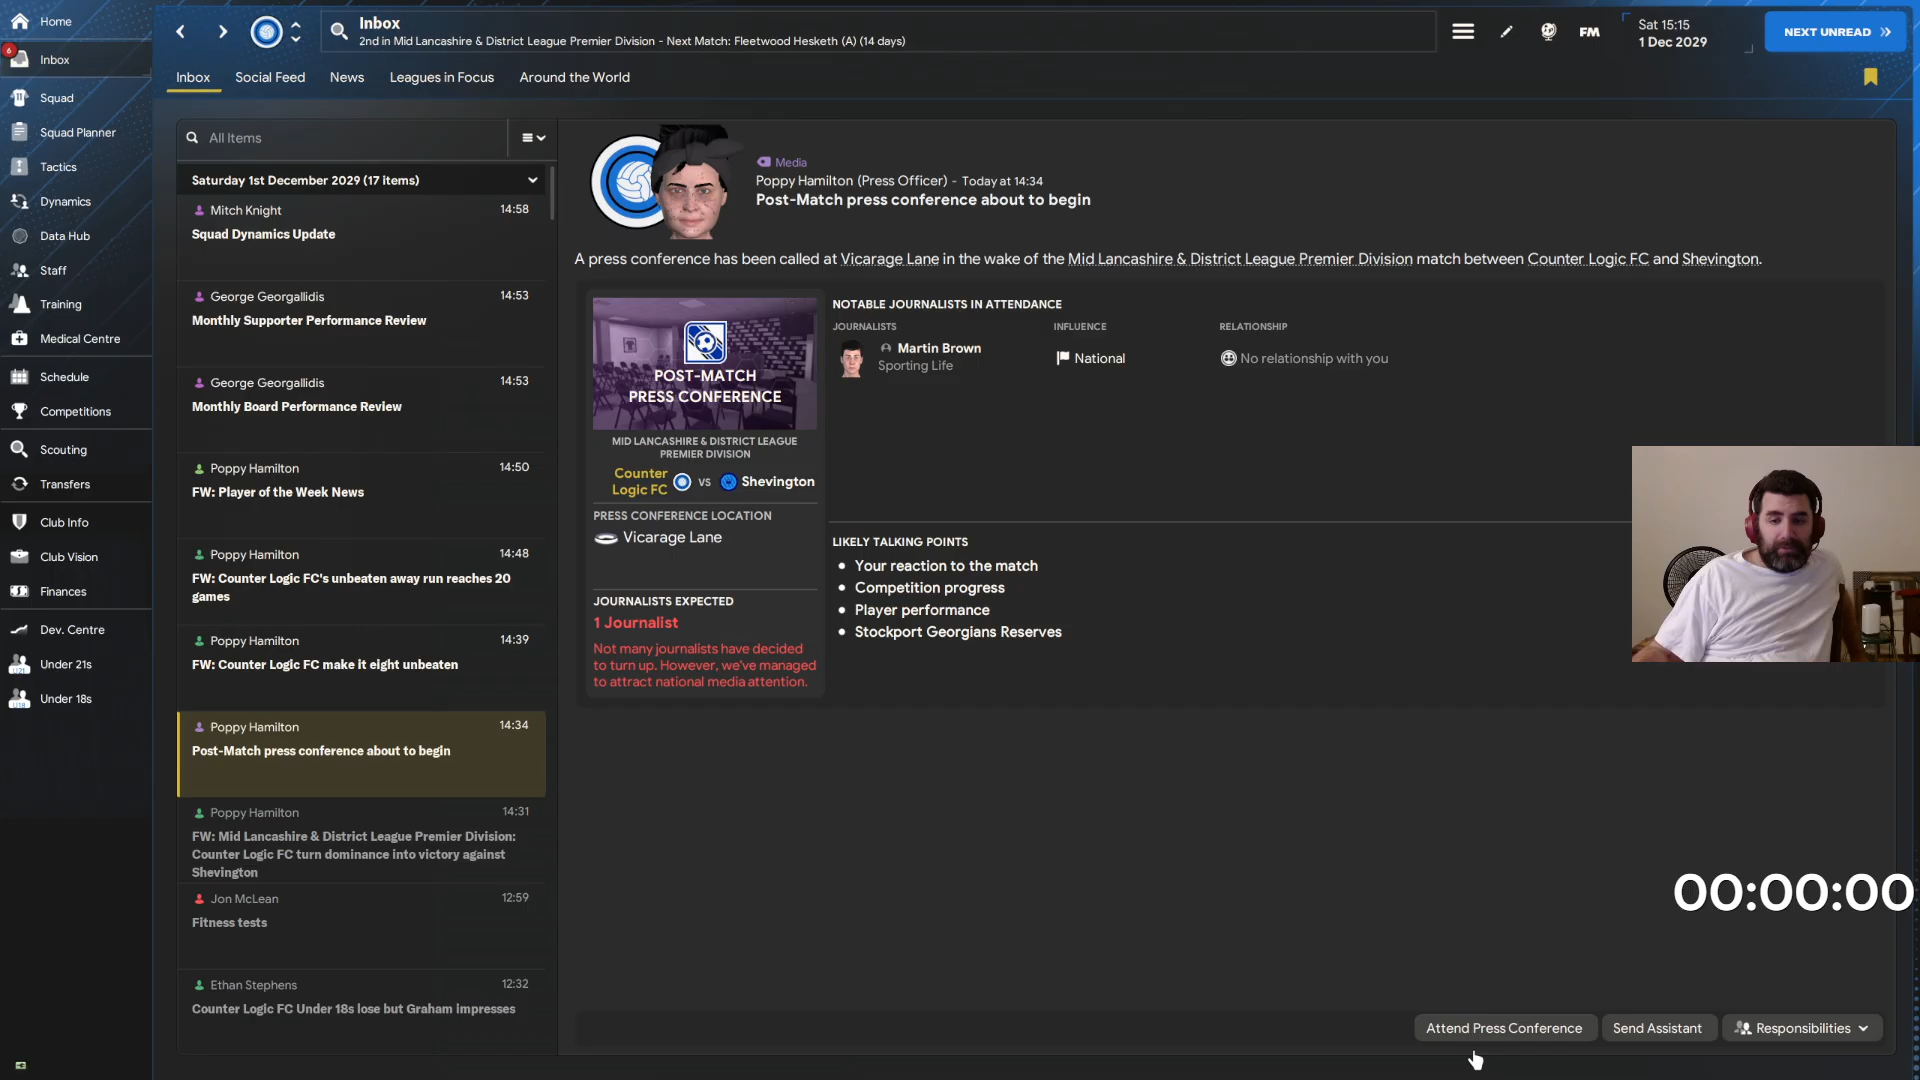 Home
6
Inbox
Squad
Squad Planner
Tactics
Dynamics
Data Hub
Staff
Training
Medical Centre
Schedule
Competitions
Scouting
Transfers
Club Info
Club Vision
Finances
Dev. Centre
Under 21s
Under 18s
Inbox
2nd in Mid Lancashire & District League Premier Division - Next Match: Fleetwood Hesketh (A) (14 days)
FM
Sat 15:15
1 Dec 2029
NEXT UNREAD
Inbox
Social Feed
News
Leagues in Focus
Around the World
All Items
Saturday 1st December 2029 (17 items)
Mitch Knight 14:58
Squad Dynamics Update
George Georgallidis 14:53
Monthly Supporter Performance Review
George Georgallidis 14:53
Monthly Board Performance Review
Poppy Hamilton 14:50
FW: Player of the Week News
Poppy Hamilton 14:48
FW: Counter Logic FC's unbeaten away run reaches 20
games
Poppy Hamilton 14:39
FW: Counter Logic FC make it eight unbeaten
Poppy Hamilton 14:34
Post-Match press conference about to begin
Poppy Hamilton 14:31
FW: Mid Lancashire & District League Premier Division:
Counter Logic FC turn dominance into victory against
Shevington
Jon McLean 12:59
Fitness tests
Ethan Stephens 12:32
Counter Logic FC Under 18s lose but Graham impresses
Media
Poppy Hamilton (Press Officer) - Today at 14:34
Post-Match press conference about to begin
A press conference has been called at Vicarage Lane in the wake of the Mid Lancashire & District League Premier Division match between Counter Logic FC and Shevington.
POST-MATCH
PRESS CONFERENCE
MID LANCASHIRE & DISTRICT LEAGUE
PREMIER DIVISION
Counter
Logic FC vs Shevington
PRESS CONFERENCE LOCATION
Vicarage Lane
JOURNALISTS EXPECTED
1 Journalist
Not many journalists have decided
to turn up. However, we've managed
to attract national media attention.
NOTABLE JOURNALISTS IN ATTENDANCE
JOURNALISTS INFLUENCE RELATIONSHIP
Martin Brown
Sporting Life
National
No relationship with you
LIKELY TALKING POINTS
• Your reaction to the match
• Competition progress
• Player performance
• Stockport Georgians Reserves
00:00:00
Attend Press Conference
Send Assistant
Responsibilities